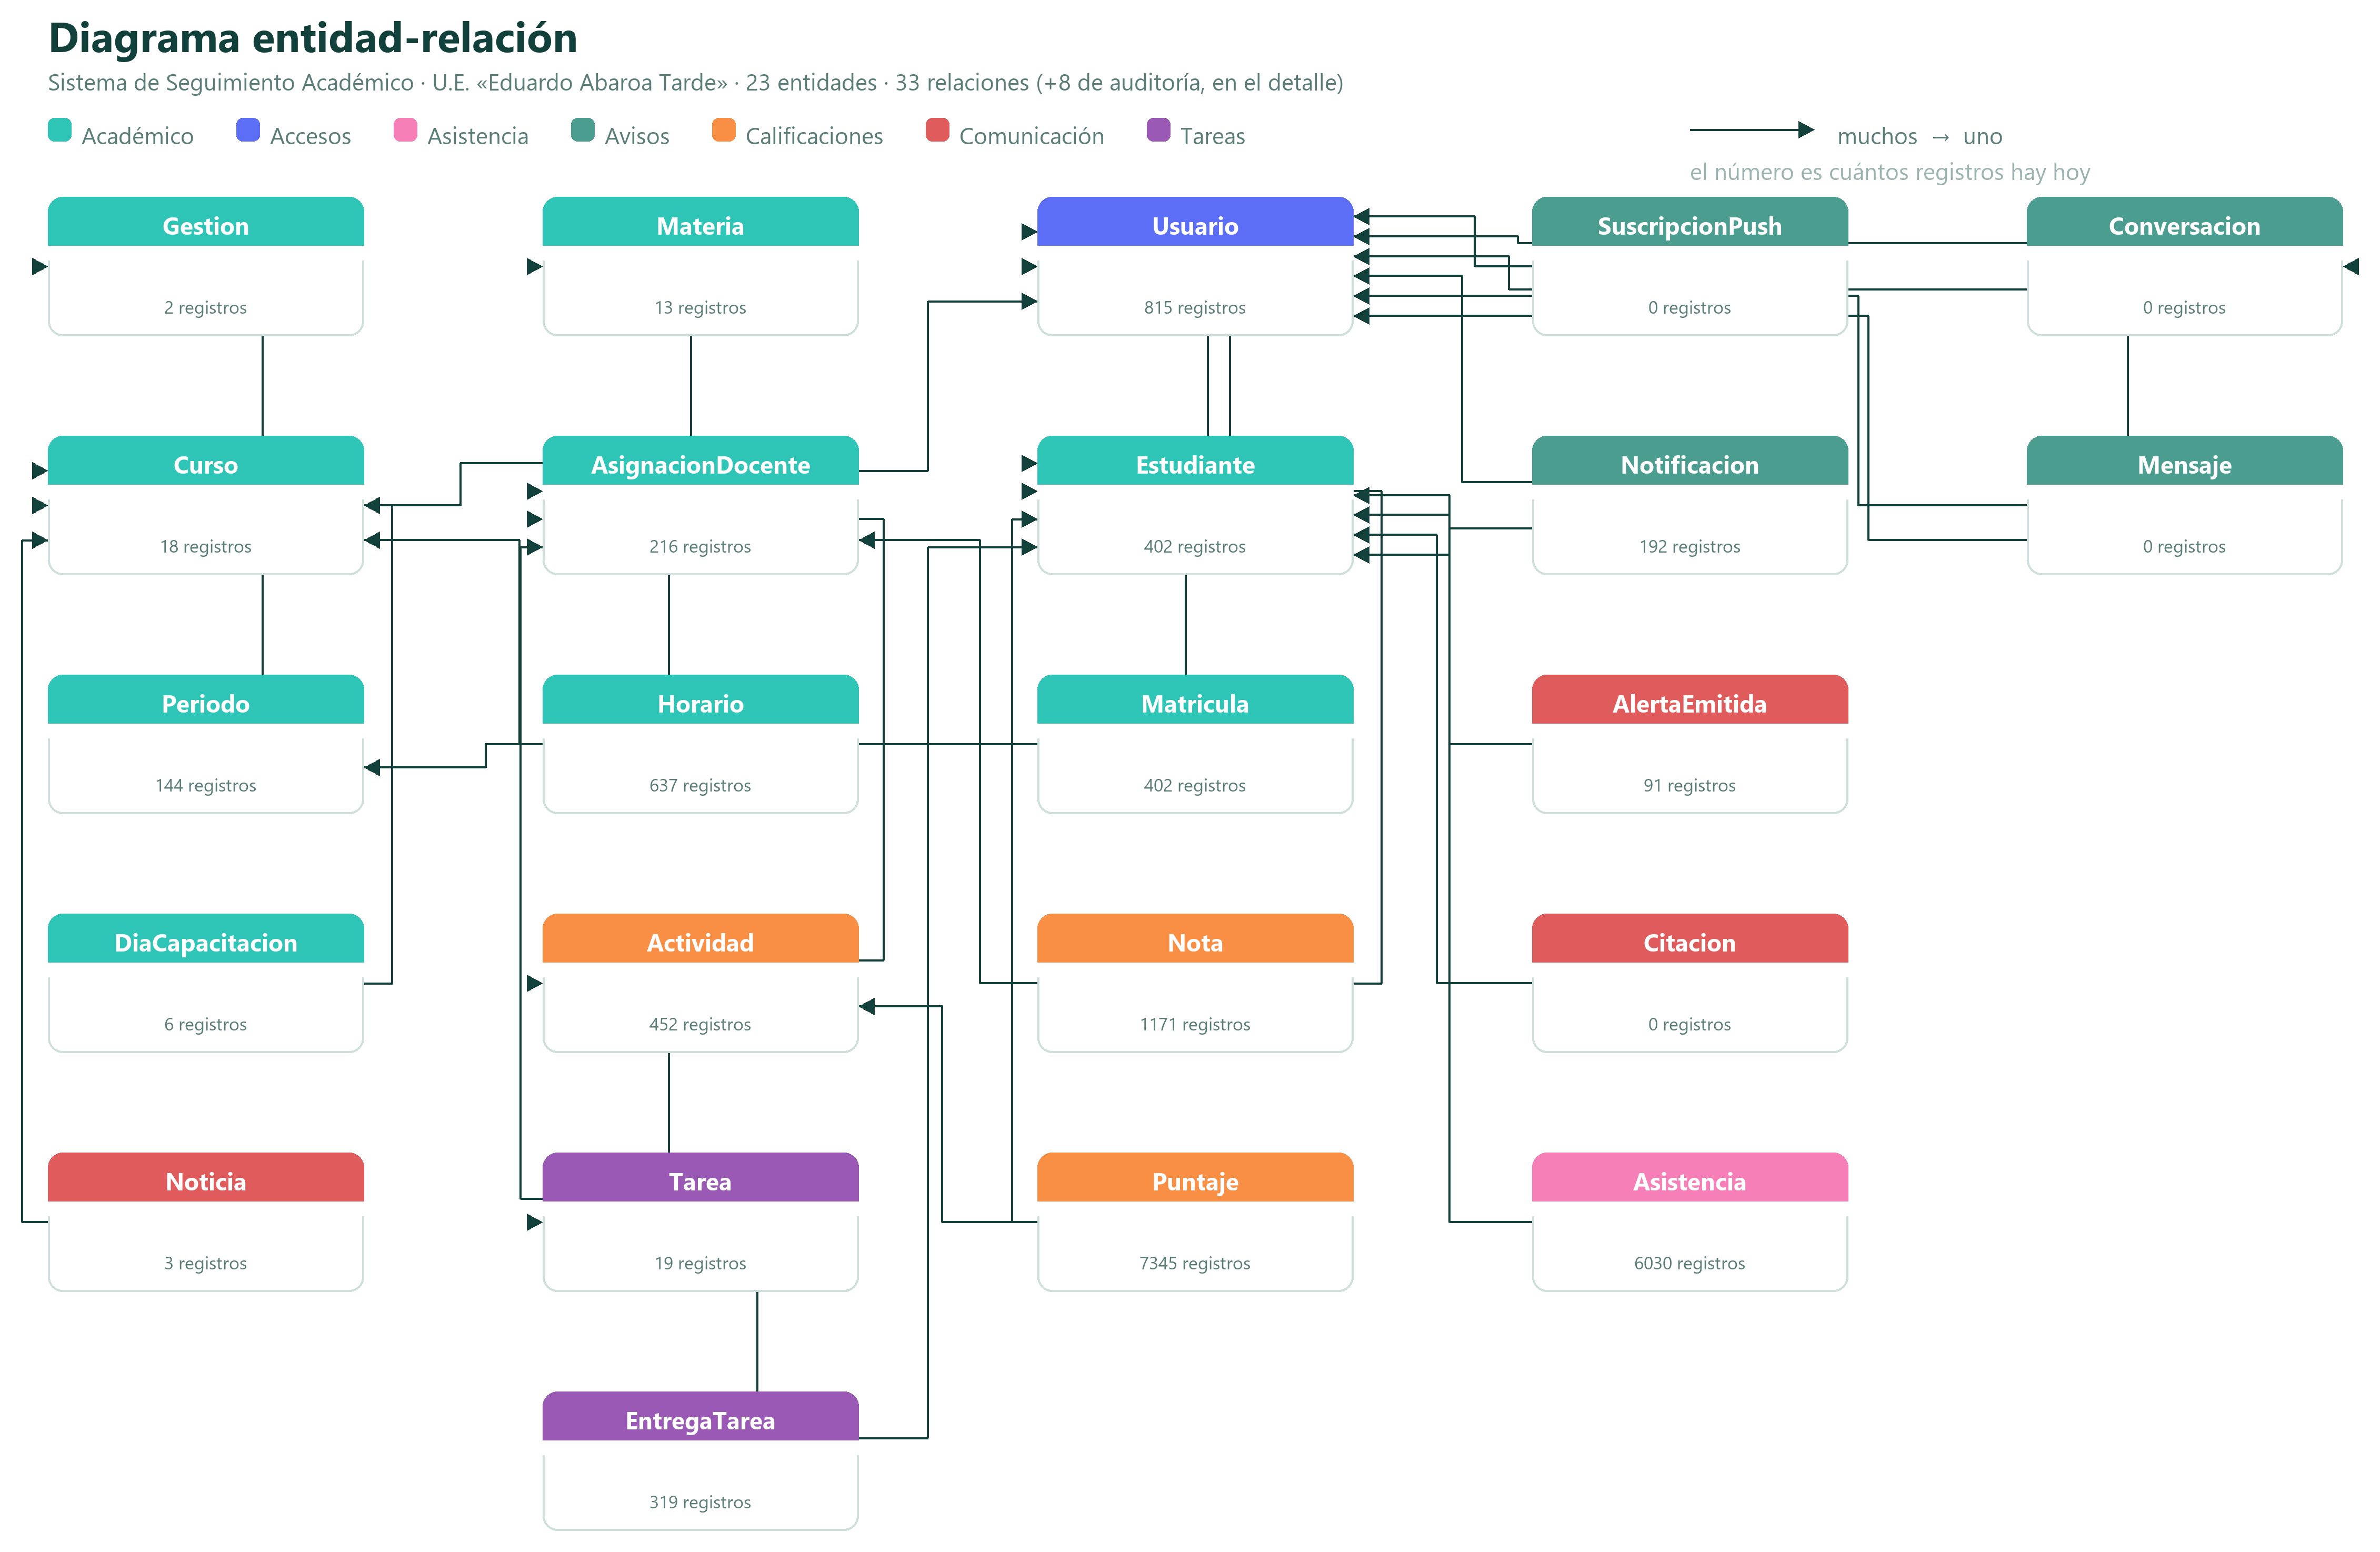 Diagrama entidad-relación
Sistema de Seguimiento Académico · U.E. «Eduardo Abaroa Tarde» · 23 entidades · 33 relaciones (+8 de auditoría, en el detalle)
Académico Accesos Asistencia Avisos Calificaciones Comunicación Tareas muchos → uno
el número es cuántos registros hay hoy
Gestion Materia Usuario SuscripcionPush Conversacion
2 registros 13 registros 815 registros 0 registros 0 registros
Curso AsignacionDocente Estudiante Notificacion Mensaje
18 registros 216 registros 402 registros 192 registros 0 registros
Periodo Horario Matricula AlertaEmitida
144 registros 637 registros 402 registros 91 registros
DiaCapacitacion Actividad Nota Citacion
6 registros 452 registros 1171 registros 0 registros
Noticia Tarea Puntaje Asistencia
3 registros 19 registros 7345 registros 6030 registros
EntregaTarea
319 registros